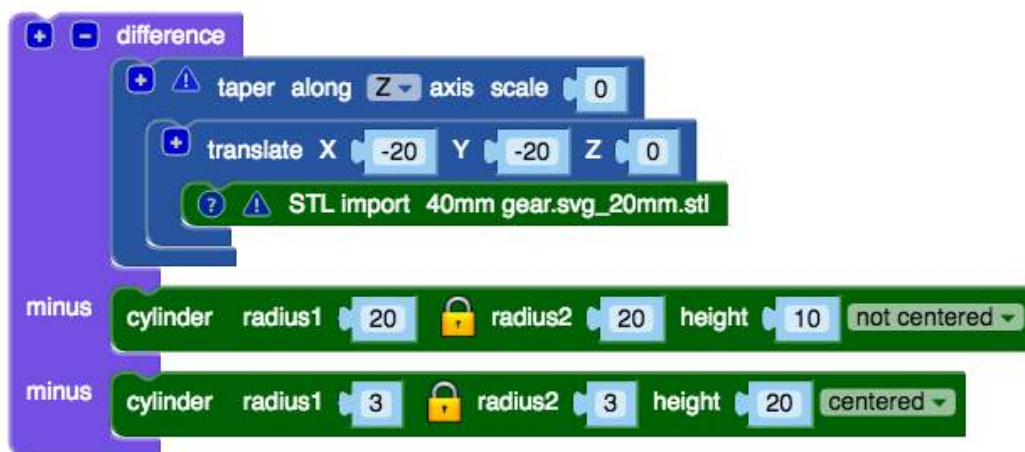 difference
taper along Z axis scale 0
translate X -20 Y -20 Z 0
? STL import 40mm gear.svg_20mm.stl
minus cylinder radius1 20 radius2 20 height 10 not centered
minus cylinder radius1 3 radius2 3 height 20 centered